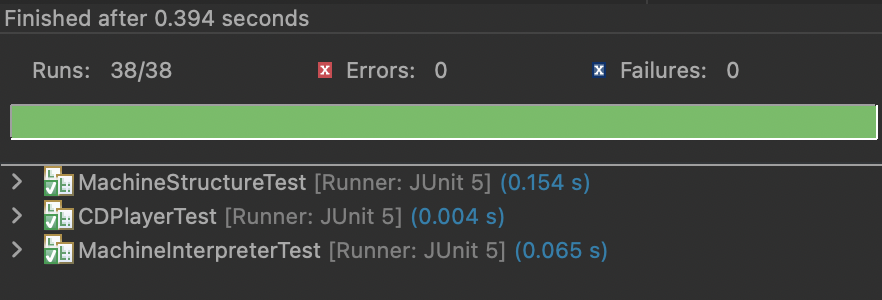 Finished after 0.394 seconds
Runs: 38/38 Errors: 0 Failures: 0
MachineStructureTest [Runner: JUnit 5] (0.154 s)
CDPlayerTest [Runner: JUnit 5] (0.004 s)
MachineInterpreterTest [Runner: JUnit 5] (0.065 s)